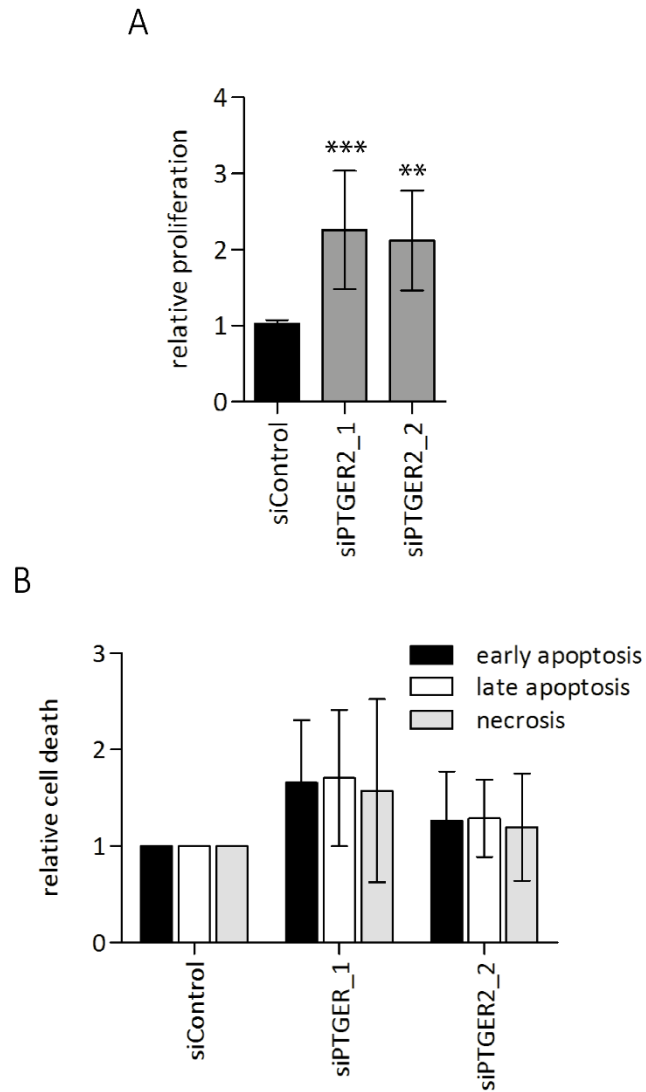 A
relative proliferation
4
3
2
1
0
***
**
siControl
siPTGER2_1
siPTGER2_2
B
relative cell death
3
2
1
0
early apoptosis
late apoptosis
necrosis
siControl
siPTGER_1
siPTGER2_2